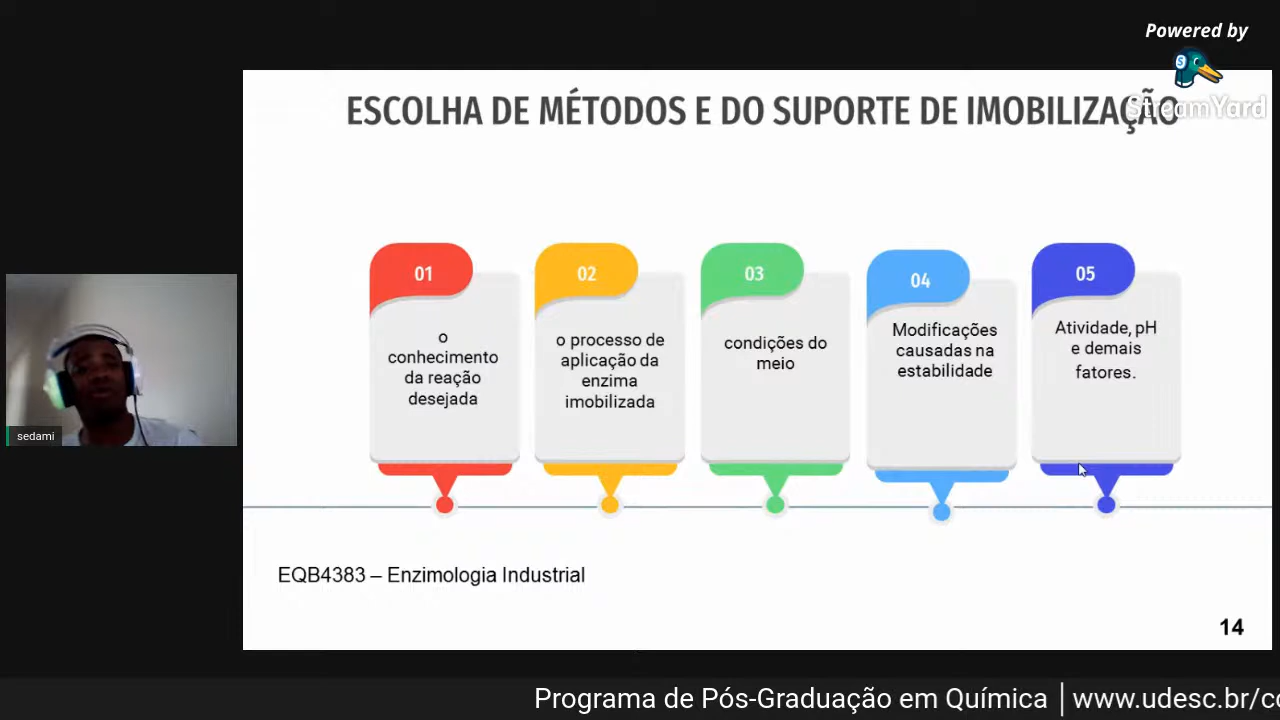 Powered by
StreamYard
ESCOLHA DE MÉTODOS E DO SUPORTE DE IMOBILIZAÇÃO
01
o
conhecimento
da reação
desejada
02
o processo de
aplicação da
enzima
imobilizada
03
condições do
meio
04
Modificações
causadas na
estabilidade
05
Atividade, pH
e demais
fatores.
sedami
EQB4383 – Enzimologia Industrial
14
Programa de Pós-Graduação em Química | www.udesc.br/c